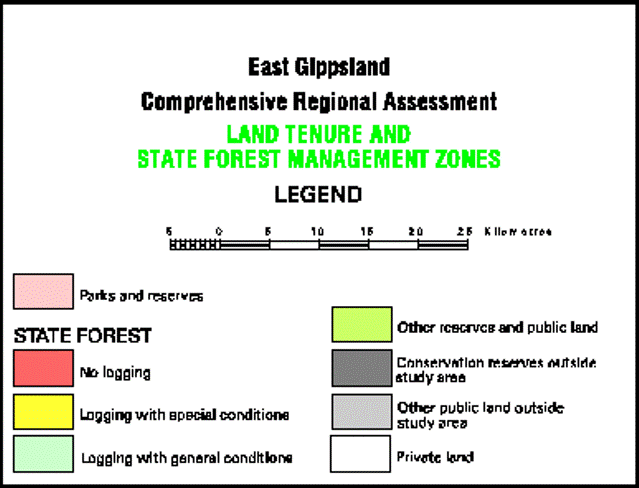 East Gippsland
Comprehensive Regional Assessment
LAND TENURE AND
STATE FOREST MANAGEMENT ZONES
LEGEND
5 0 5 10 15 20 25 Kilometres
Parks and reserves
STATE FOREST
No logging
Logging with special conditions
Logging with general conditions
Other reserves and public land
Conservation reserves outside
study area
Other public land outside
study area
Private land